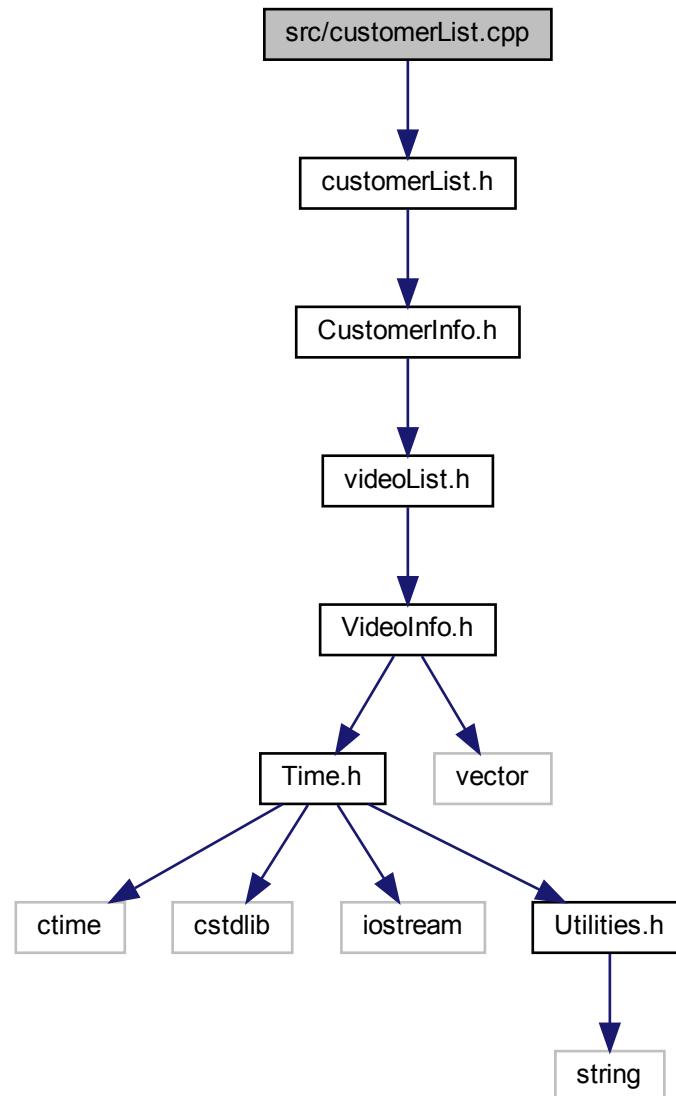 src/customerList.cpp
customerList.h
CustomerInfo.h
videoList.h
VideoInfo.h
Time.h
vector
ctime
cstdlib
iostream
Utilities.h
string